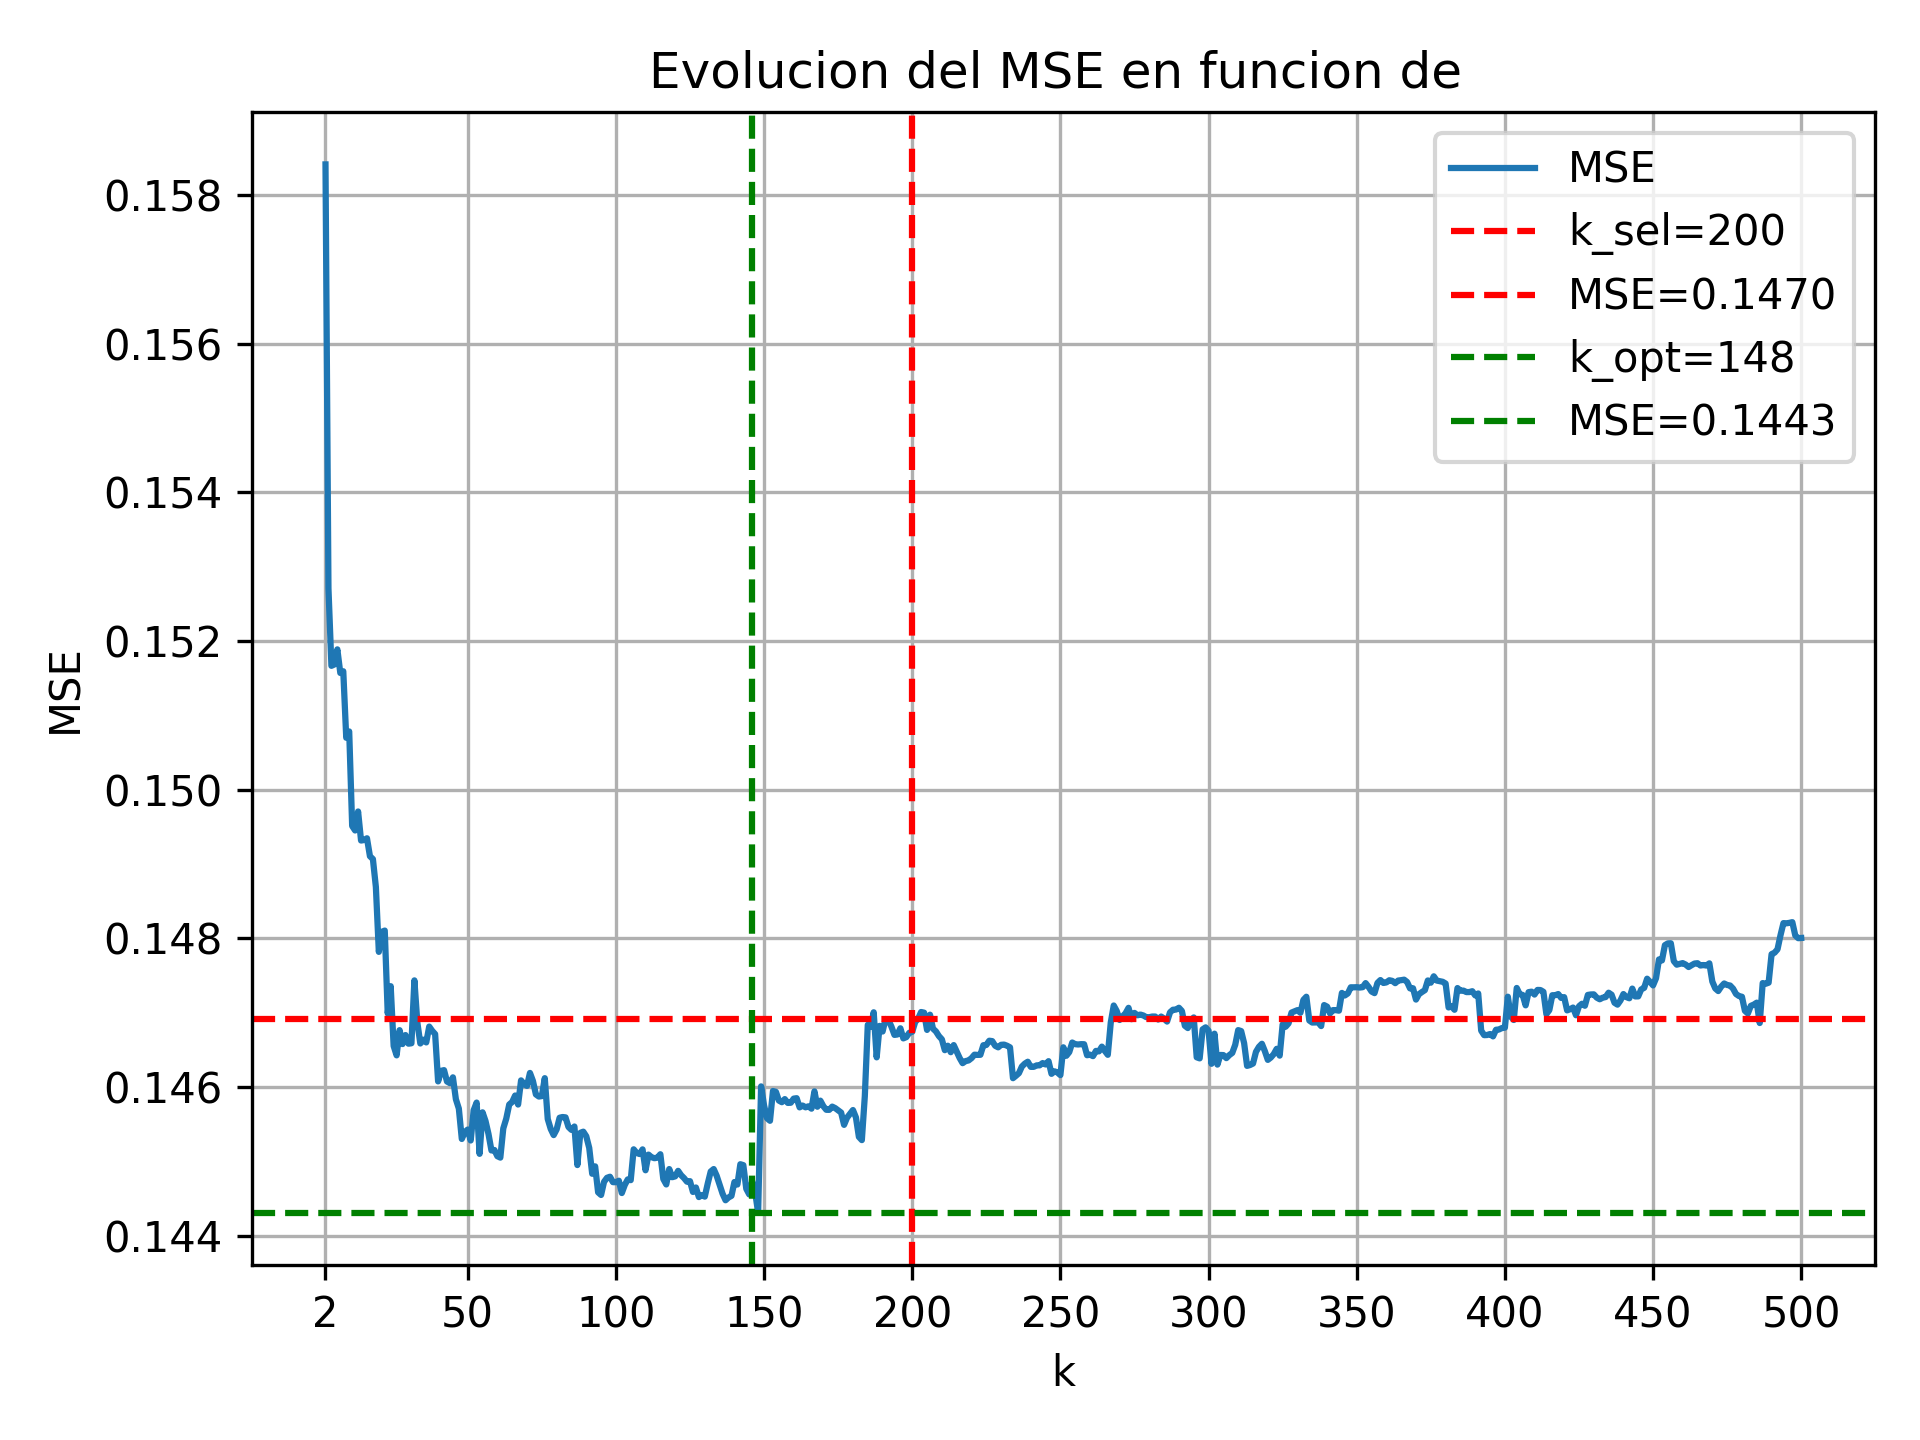 Evolucion del MSE en funcion de
MSE
k_sel=200
MSE=0.1470
k_opt=148
MSE=0.1443
0.158
0.156
0.154
0.152
0.150
0.148
0.146
0.144
MSE
2 50 100 150 200 250 300 350 400 450 500
k